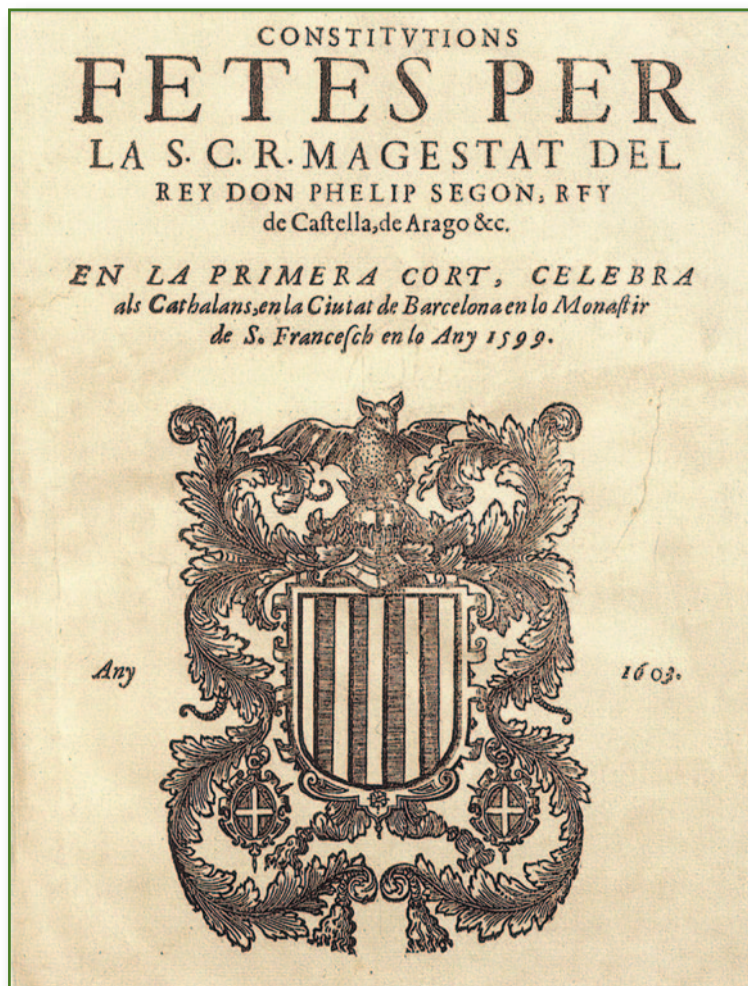 CONSTITVTIONS
FETES PER
LA S. C. R. MAGESTAT DEL
REY DON PHELIP SEGON, RFY
de Caſtella, de Arago &c.
EN LA PRIMERA CORT, CELEBRA
als Cathalans, en la Ciutat de Barcelona en lo Monaſtir
de S. Franceſch en lo Any 1599.
Any 1603.